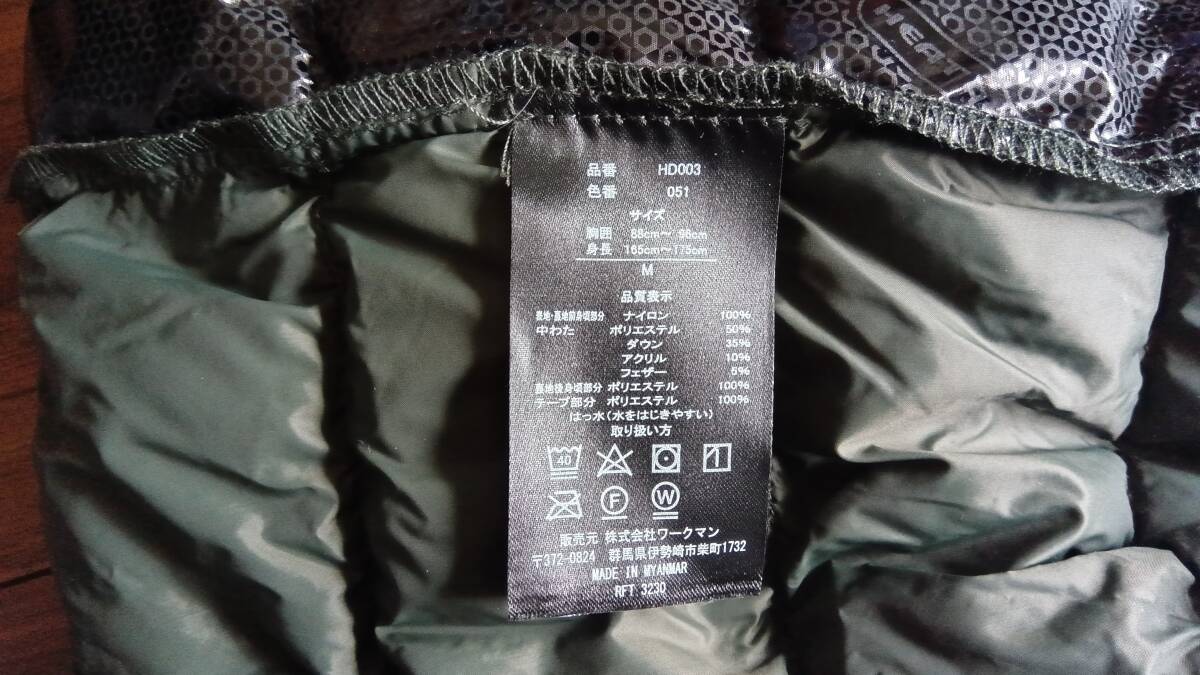 HEAT
品番 HD003
色番 051
サイズ
胸囲 88cm～ 96cm
身長 165cm～175cm
M
品質表示
表地・裏地前身頃部分 ナイロン 100%
中わた ポリエステル 50%
ダウン 35%
アクリル 10%
フェザー 5%
裏地後身頃部分 ポリエステル 100%
テープ部分 ポリエステル 100%
はっ水(水をはじきやすい)
取り扱い方
40
F W
販売元 株式会社ワークマン
〒372-0824 群馬県伊勢崎市柴町1732
MADE IN MYANMAR
RFT 3230